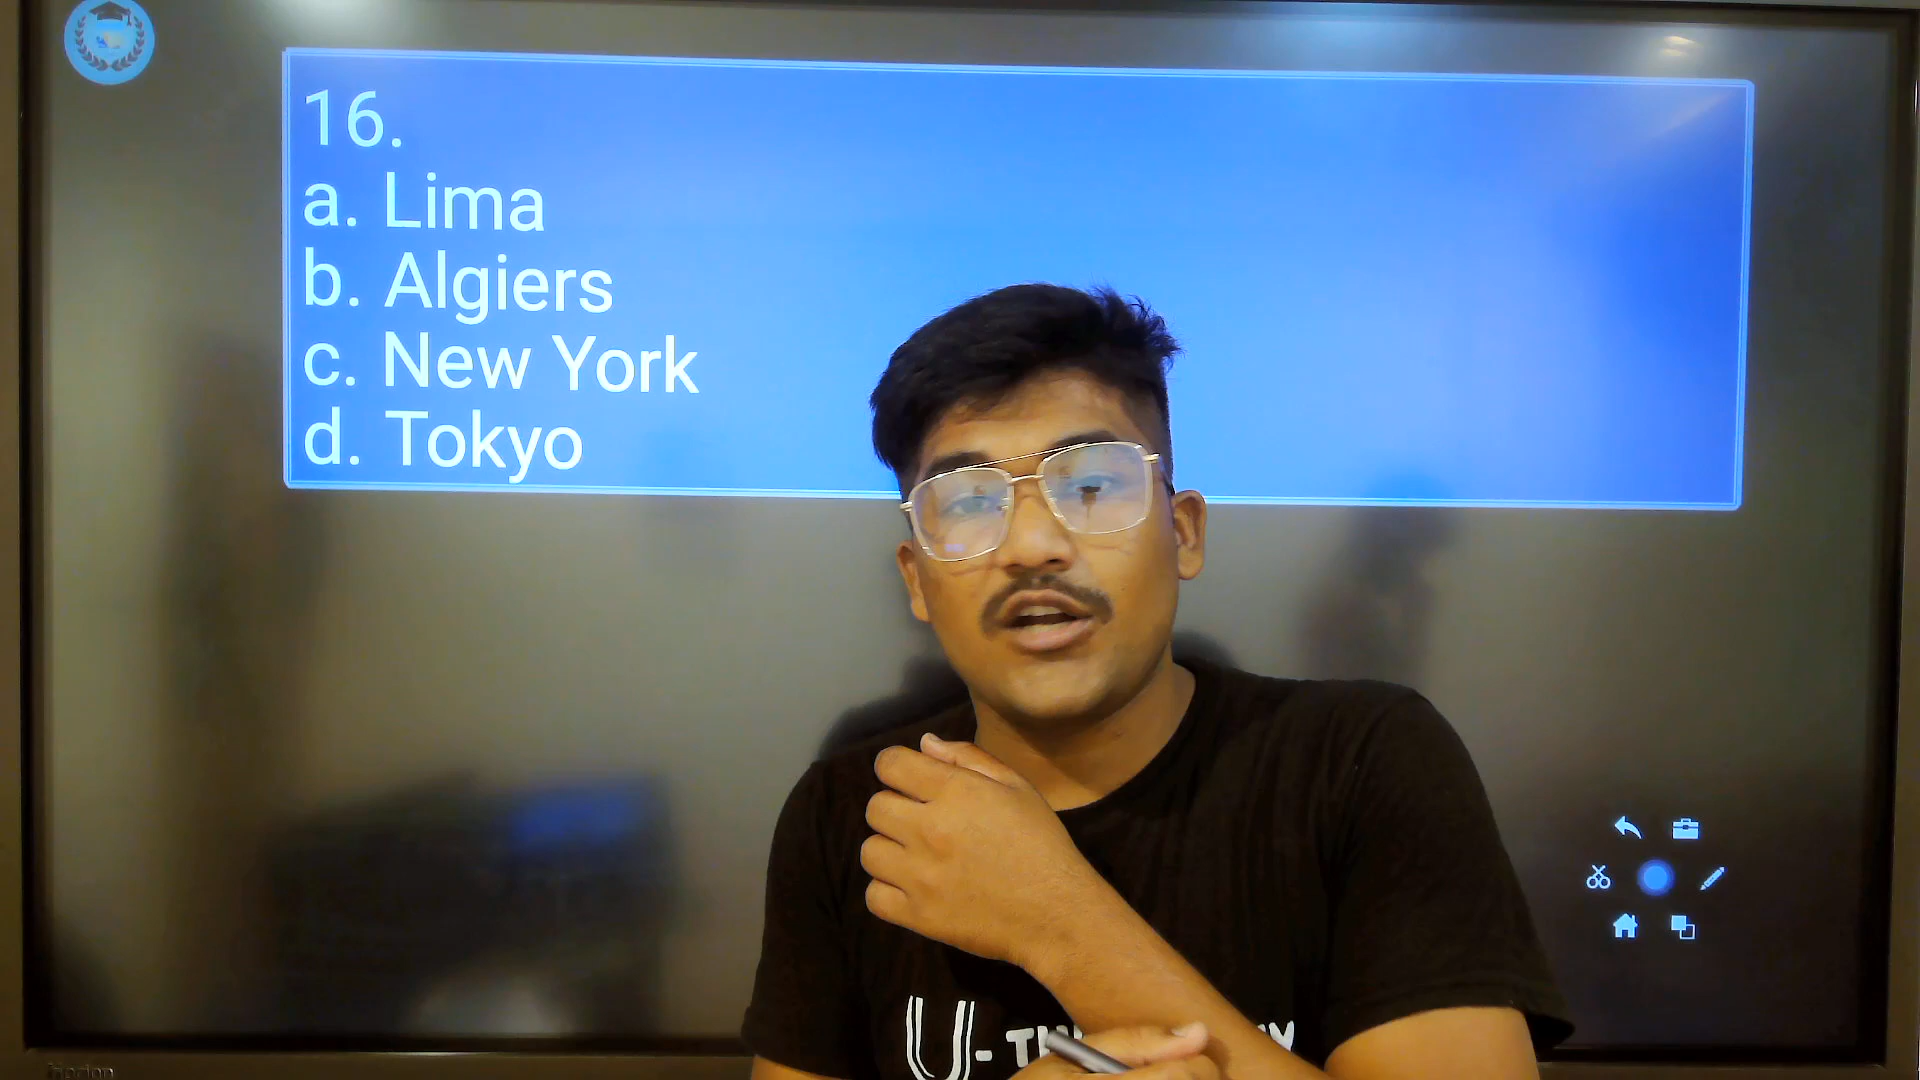 16.
a. Lima
b. Algiers
c. New York
d. Tokyo
U-